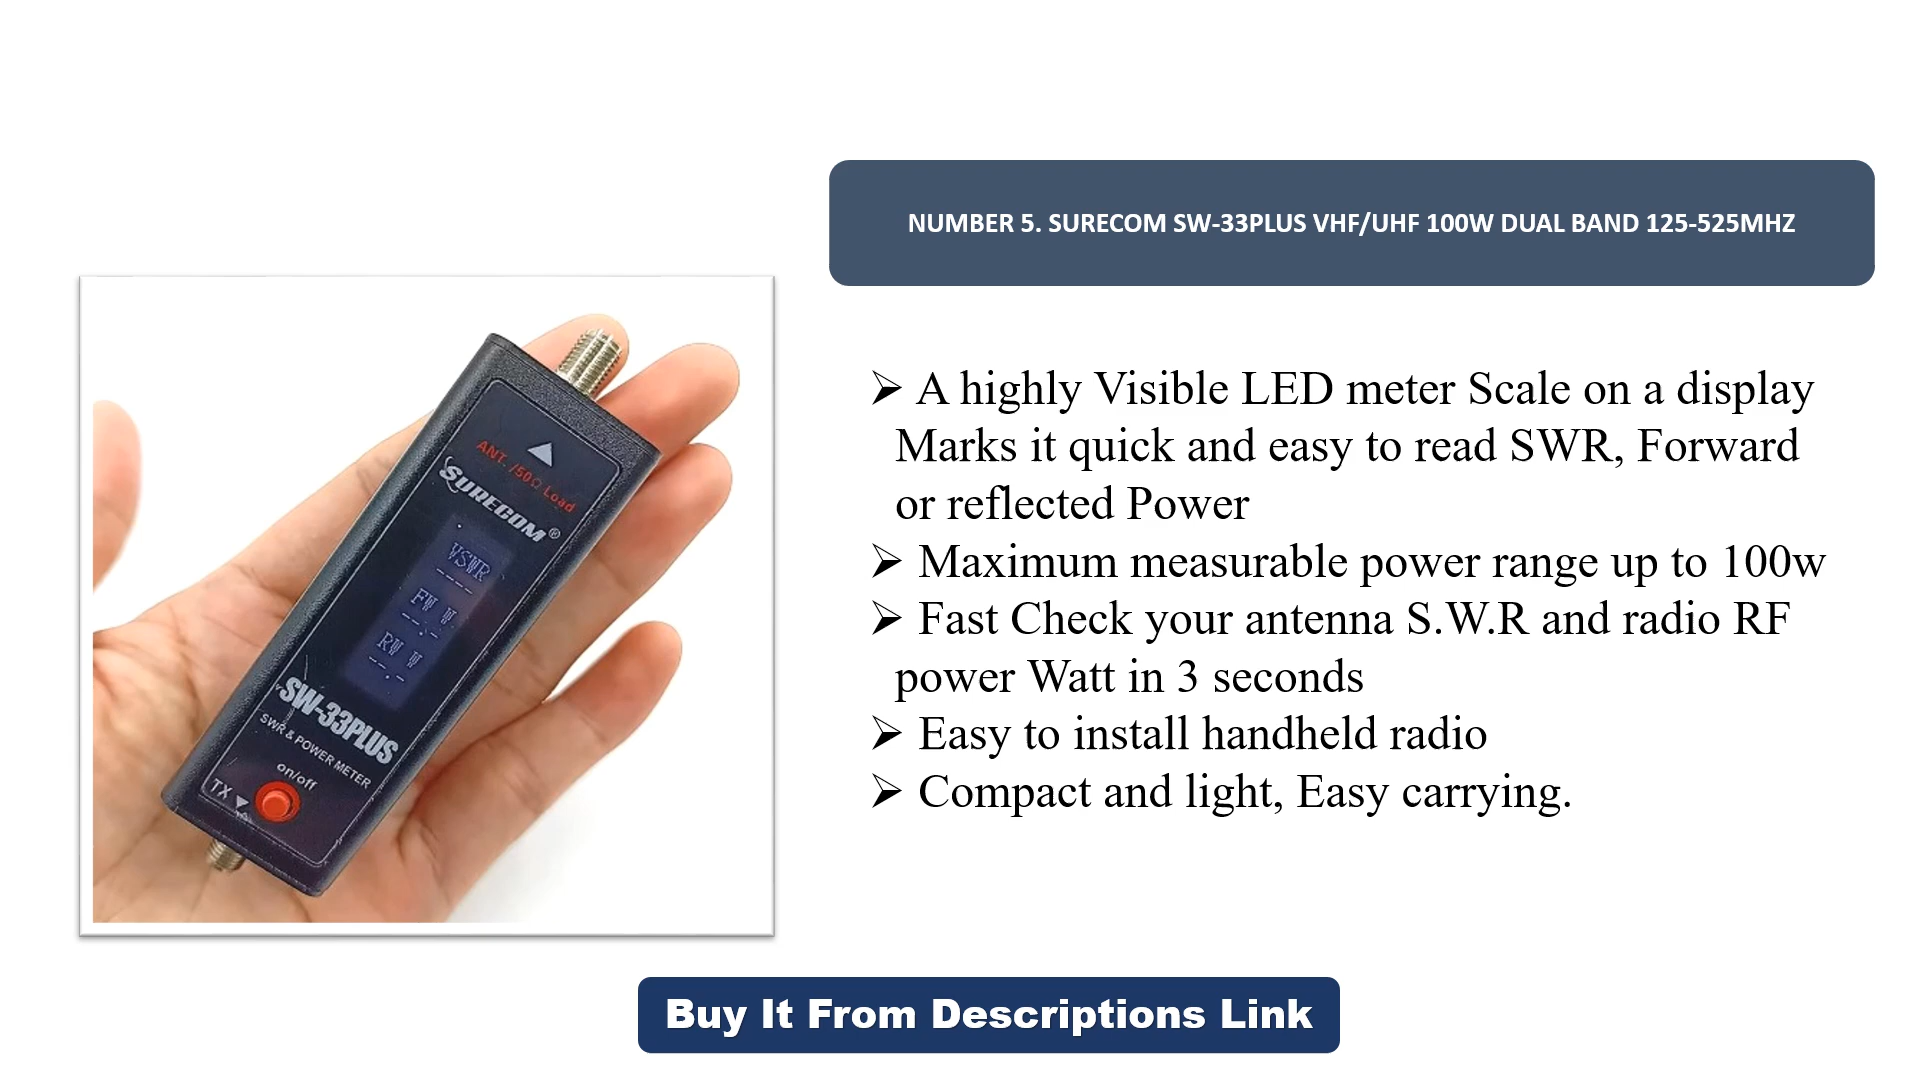 NUMBER 5. SURECOM SW-33PLUS VHF/UHF 100W DUAL BAND 125-525MHZ
ANT. /50Ω Load
SURECOM®
VSWR
----
FW W
--.-
RW W
--.-
SW-33PLUS
SWR & POWER METER
on/off
TX
➢ A highly Visible LED meter Scale on a display
Marks it quick and easy to read SWR, Forward
or reflected Power
➢ Maximum measurable power range up to 100w
➢ Fast Check your antenna S.W.R and radio RF
power Watt in 3 seconds
➢ Easy to install handheld radio
➢ Compact and light, Easy carrying.
Buy It From Descriptions Link